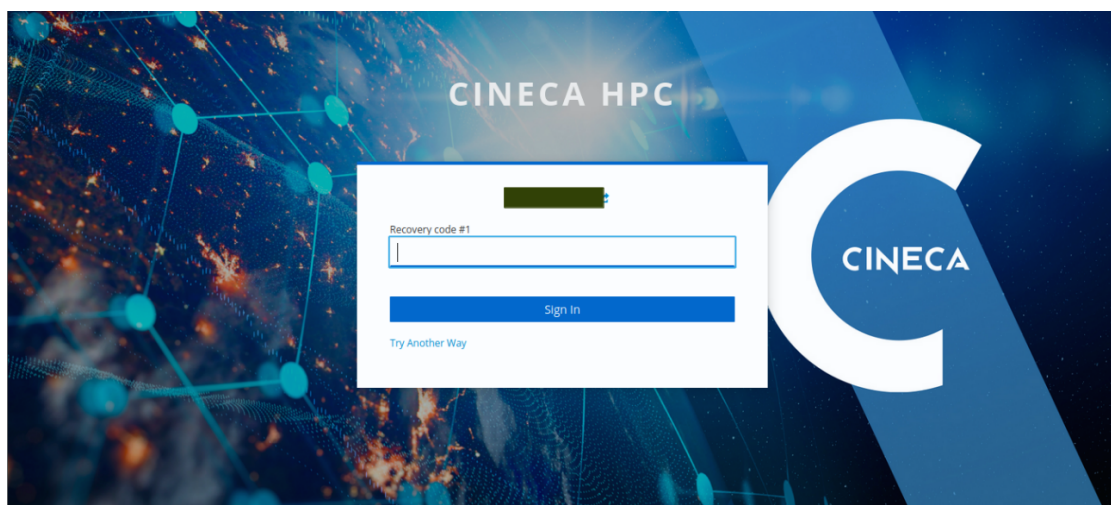 CINECA HPC
Recovery code #1
Sign In
Try Another Way
CINECA